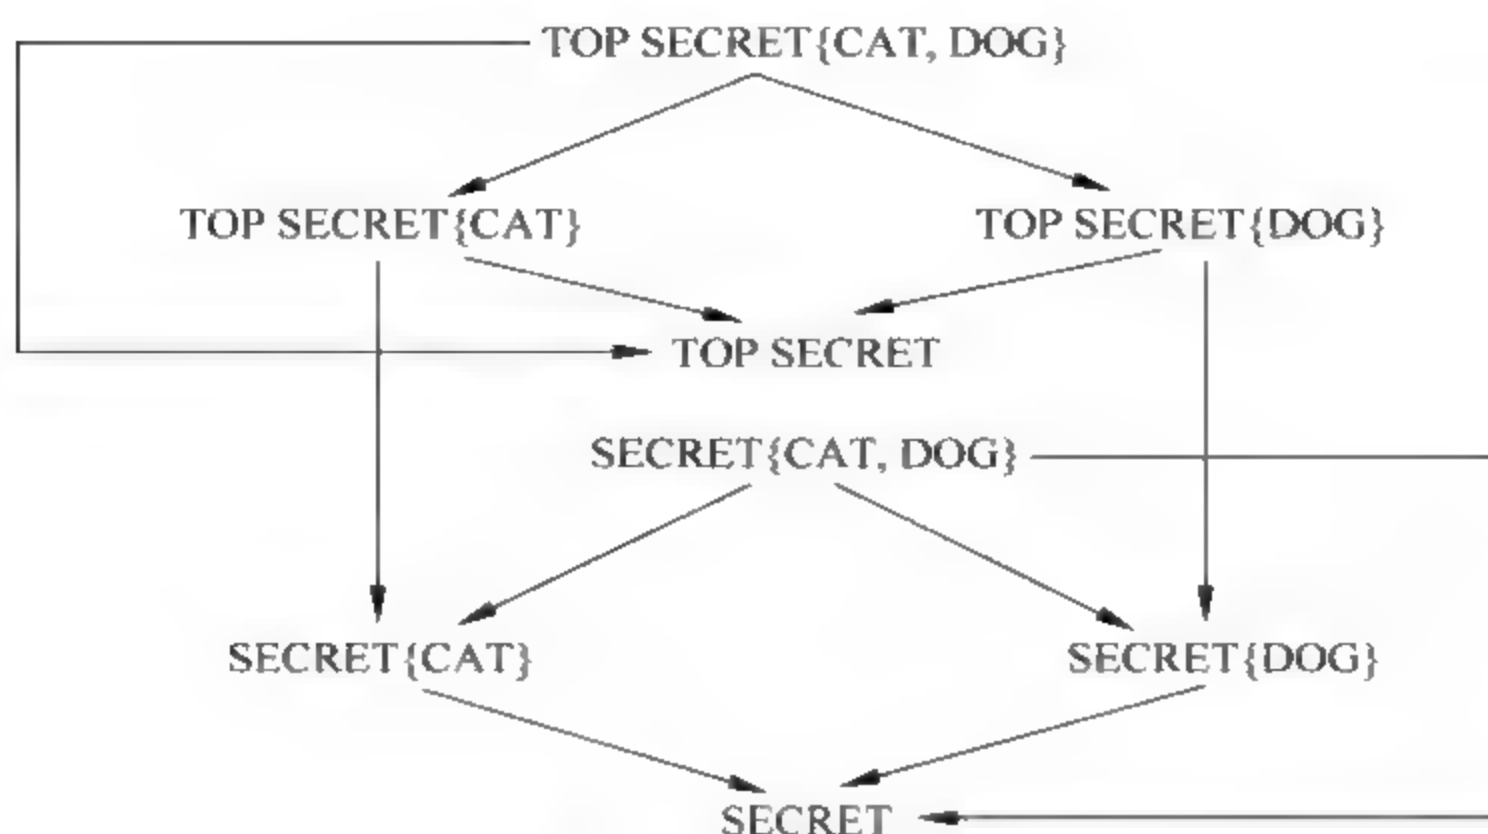 TOP SECRET{CAT, DOG}
TOP SECRET{CAT}
TOP SECRET{DOG}
TOP SECRET
SECRET{CAT, DOG}
SECRET{CAT}
SECRET{DOG}
SECRET